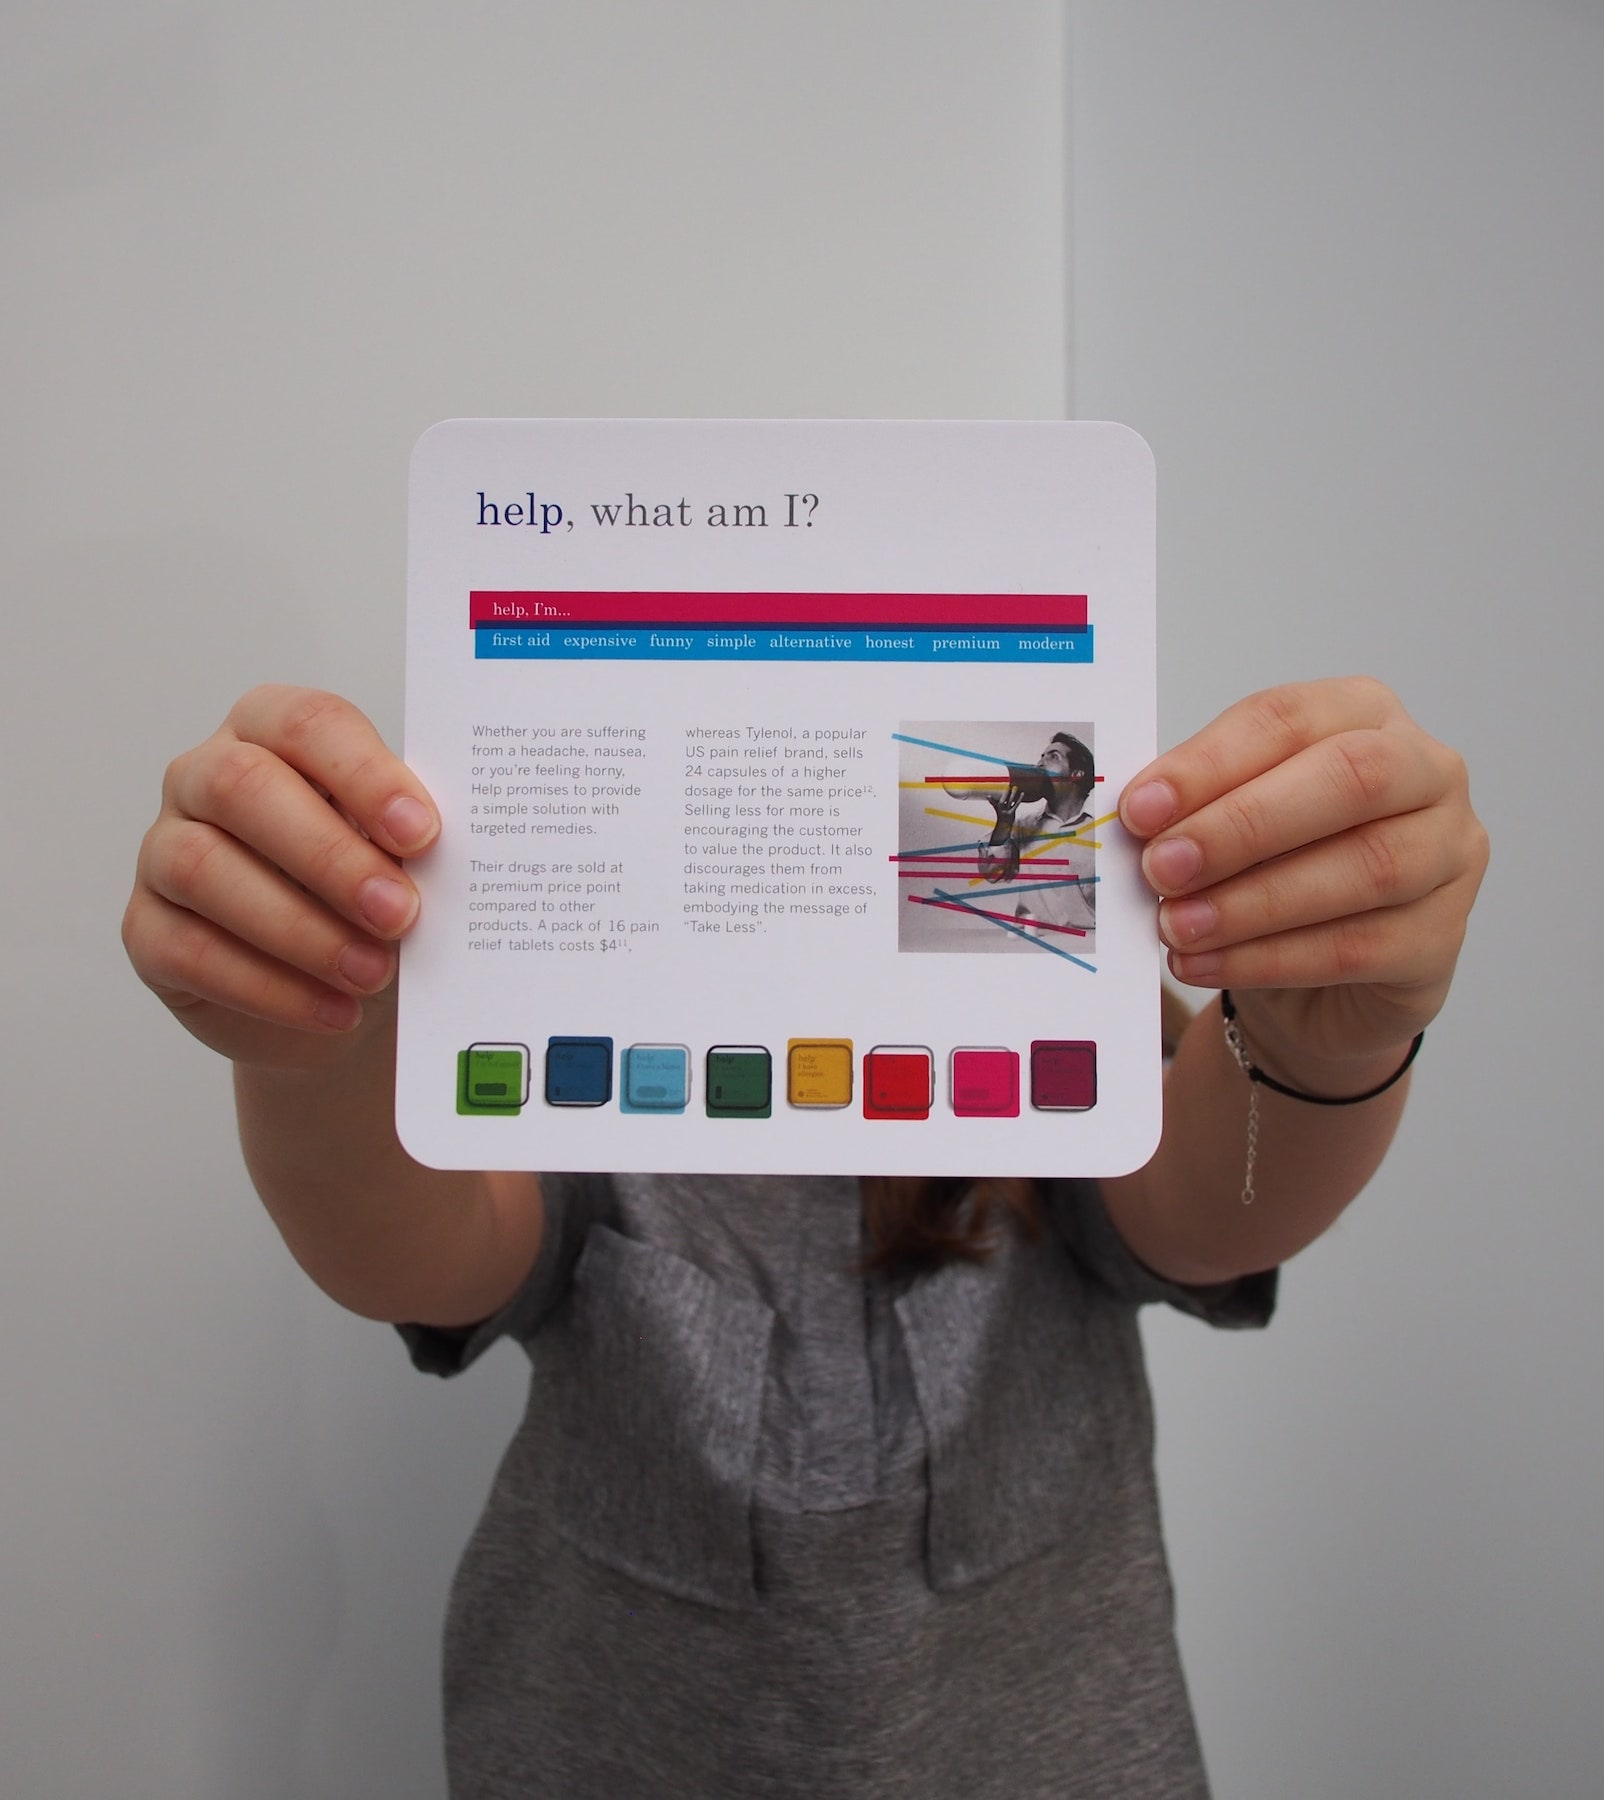 help, what am I?
help, I'm...
first aid expensive funny simple alternative honest premium modern
Whether you are suffering
from a headache, nausea,
or you're feeling horny,
Help promises to provide
a simple solution with
targeted remedies.
Their drugs are sold at
a premium price point
compared to other
products. A pack of 16 pain
relief tablets costs $4¹¹,
whereas Tylenol, a popular
US pain relief brand, sells
24 capsules of a higher
dosage for the same price¹².
Selling less for more is
encouraging the customer
to value the product. It also
discourages them from
taking medication in excess,
embodying the message of
“Take Less”.
help
help
help
help
help
I have
allergies